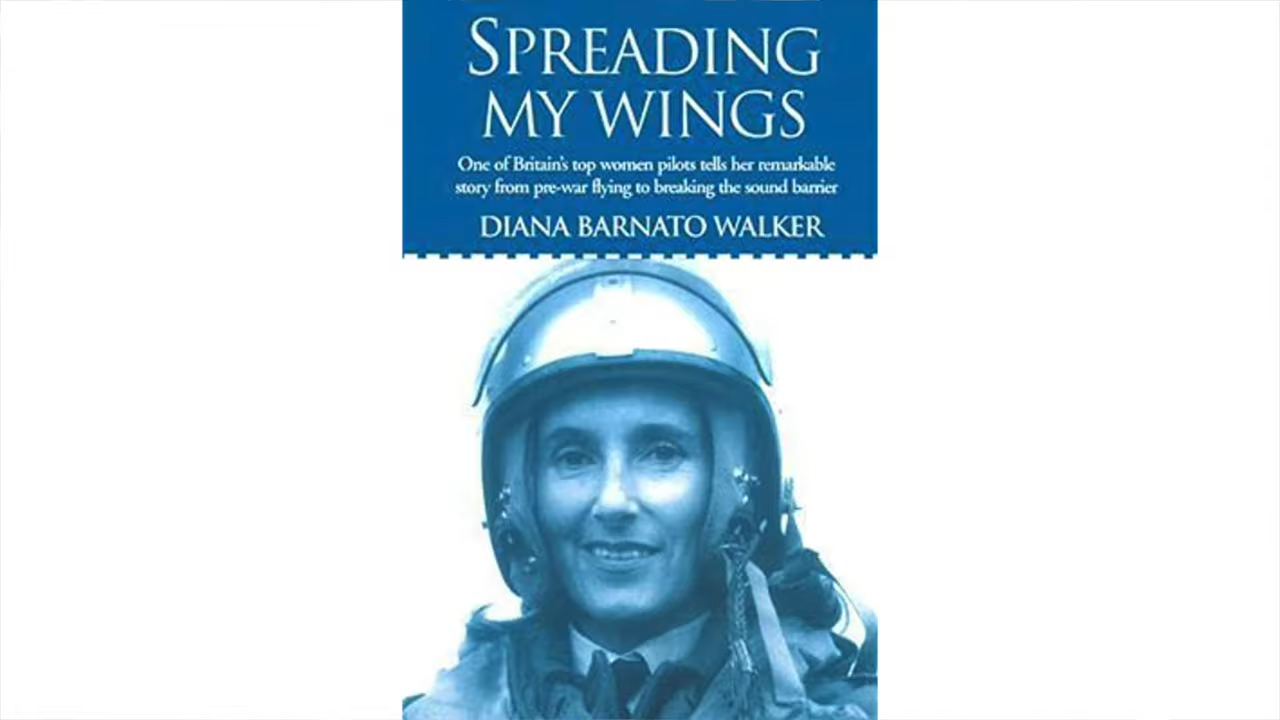 SPREADING
MY WINGS
One of Britain's top women pilots tells her remarkable
story from pre-war flying to breaking the sound barrier
DIANA BARNATO WALKER